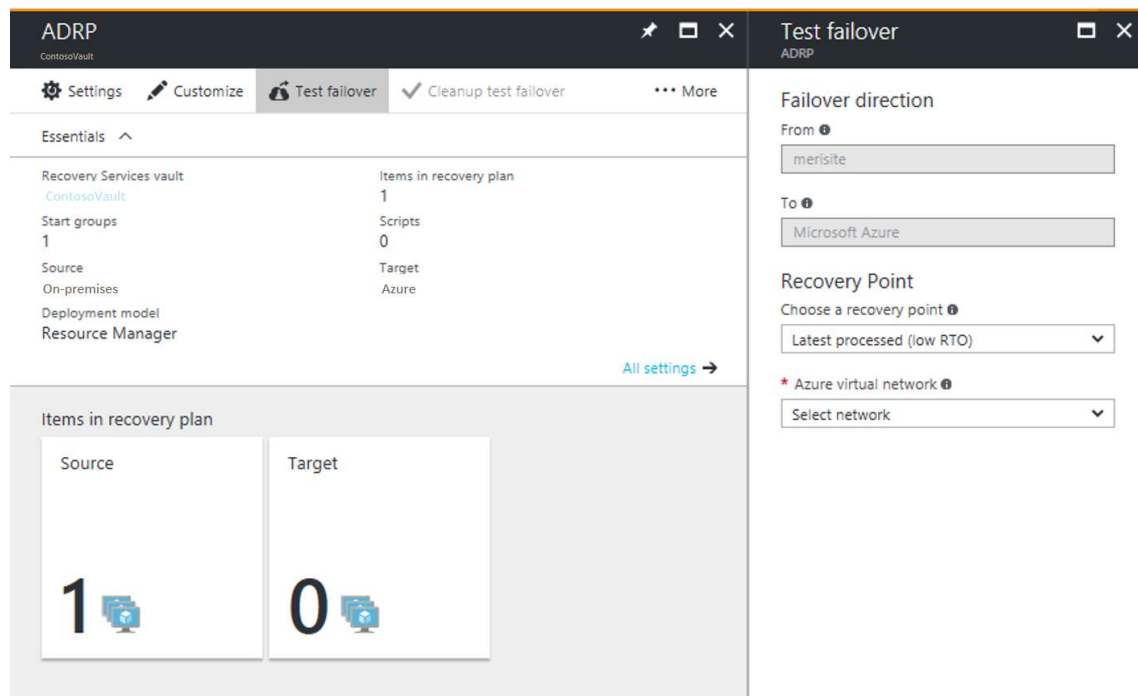 ADRP
ContosoVault
Settings Customize Test failover Cleanup test failover ••• More
Essentials
Recovery Services vault Items in recovery plan
ContosoVault 1
Start groups Scripts
1 0
Source Target
On-premises Azure
Deployment model
Resource Manager
All settings →
Items in recovery plan
Source Target
1 0
Test failover
ADRP
Failover direction
From
merisite
To
Microsoft Azure
Recovery Point
Choose a recovery point
Latest processed (low RTO)
* Azure virtual network
Select network